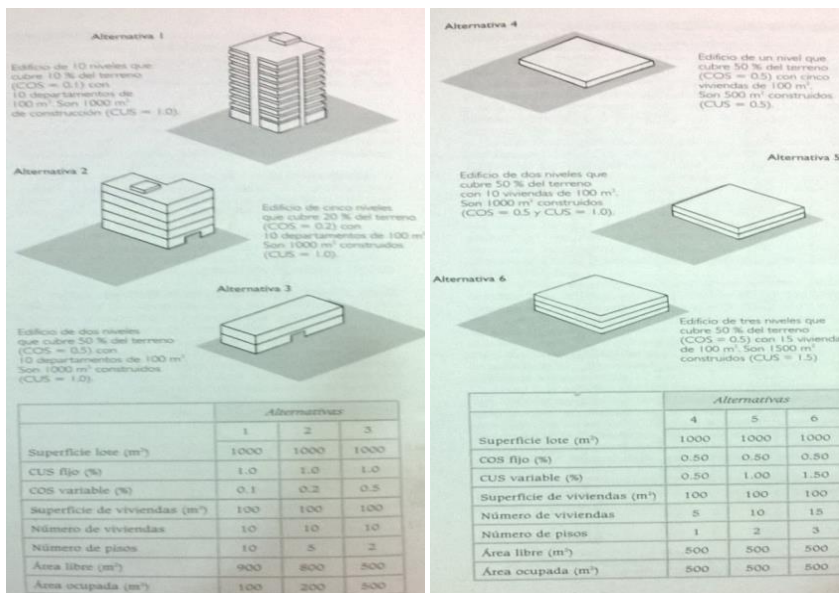 Alternativa 1
Edificio de 10 niveles que
cubre 10 % del terreno
(COS = 0.1) con
10 departamentos de
100 m². Son 1000 m²
de construcción (CUS = 1.0).
Alternativa 2
Edificio de cinco niveles
que cubre 20 % del terreno
(COS = 0.2) con
10 departamentos de 100 m²
Son 1000 m² construidos
(CUS = 1.0).
Alternativa 3
Edificio de dos niveles
que cubre 50 % del terreno
(COS = 0.5) con
10 departamentos de 100 m².
Son 1000 m² construidos
(CUS = 1.0).
Alternativas
1 2 3
Superficie lote (m²) 1000 1000 1000
CUS fijo (%) 1.0 1.0 1.0
COS variable (%) 0.1 0.2 0.5
Superficie de viviendas (m²) 100 100 100
Número de viviendas 10 10 10
Número de pisos 10 5 2
Área libre (m²) 900 800 500
Área ocupada (m²) 100 200 500
Alternativa 4
Edificio de un nivel que
cubre 50 % del terreno
(COS = 0.5) con cinco
viviendas de 100 m².
Son 500 m² construidos
(CUS = 0.5).
Alternativa 5
Edificio de dos niveles que
cubre 50 % del terreno
con 10 viviendas de 100 m².
Son 1000 m² construidos
(COS = 0.5 y CUS = 1.0).
Alternativa 6
Edificio de tres niveles que
cubre 50 % del terreno
(COS = 0.5) con 15 vivienda
de 100 m². Son 1500 m²
construidos (CUS = 1.5)
Alternativas
4 5 6
Superficie lote (m²) 1000 1000 1000
COS fijo (%) 0.50 0.50 0.50
CUS variable (%) 0.50 1.00 1.50
Superficie de viviendas (m²) 100 100 100
Número de viviendas 5 10 15
Número de pisos 1 2 3
Área libre (m²) 500 500 500
Área ocupada (m²) 500 500 500